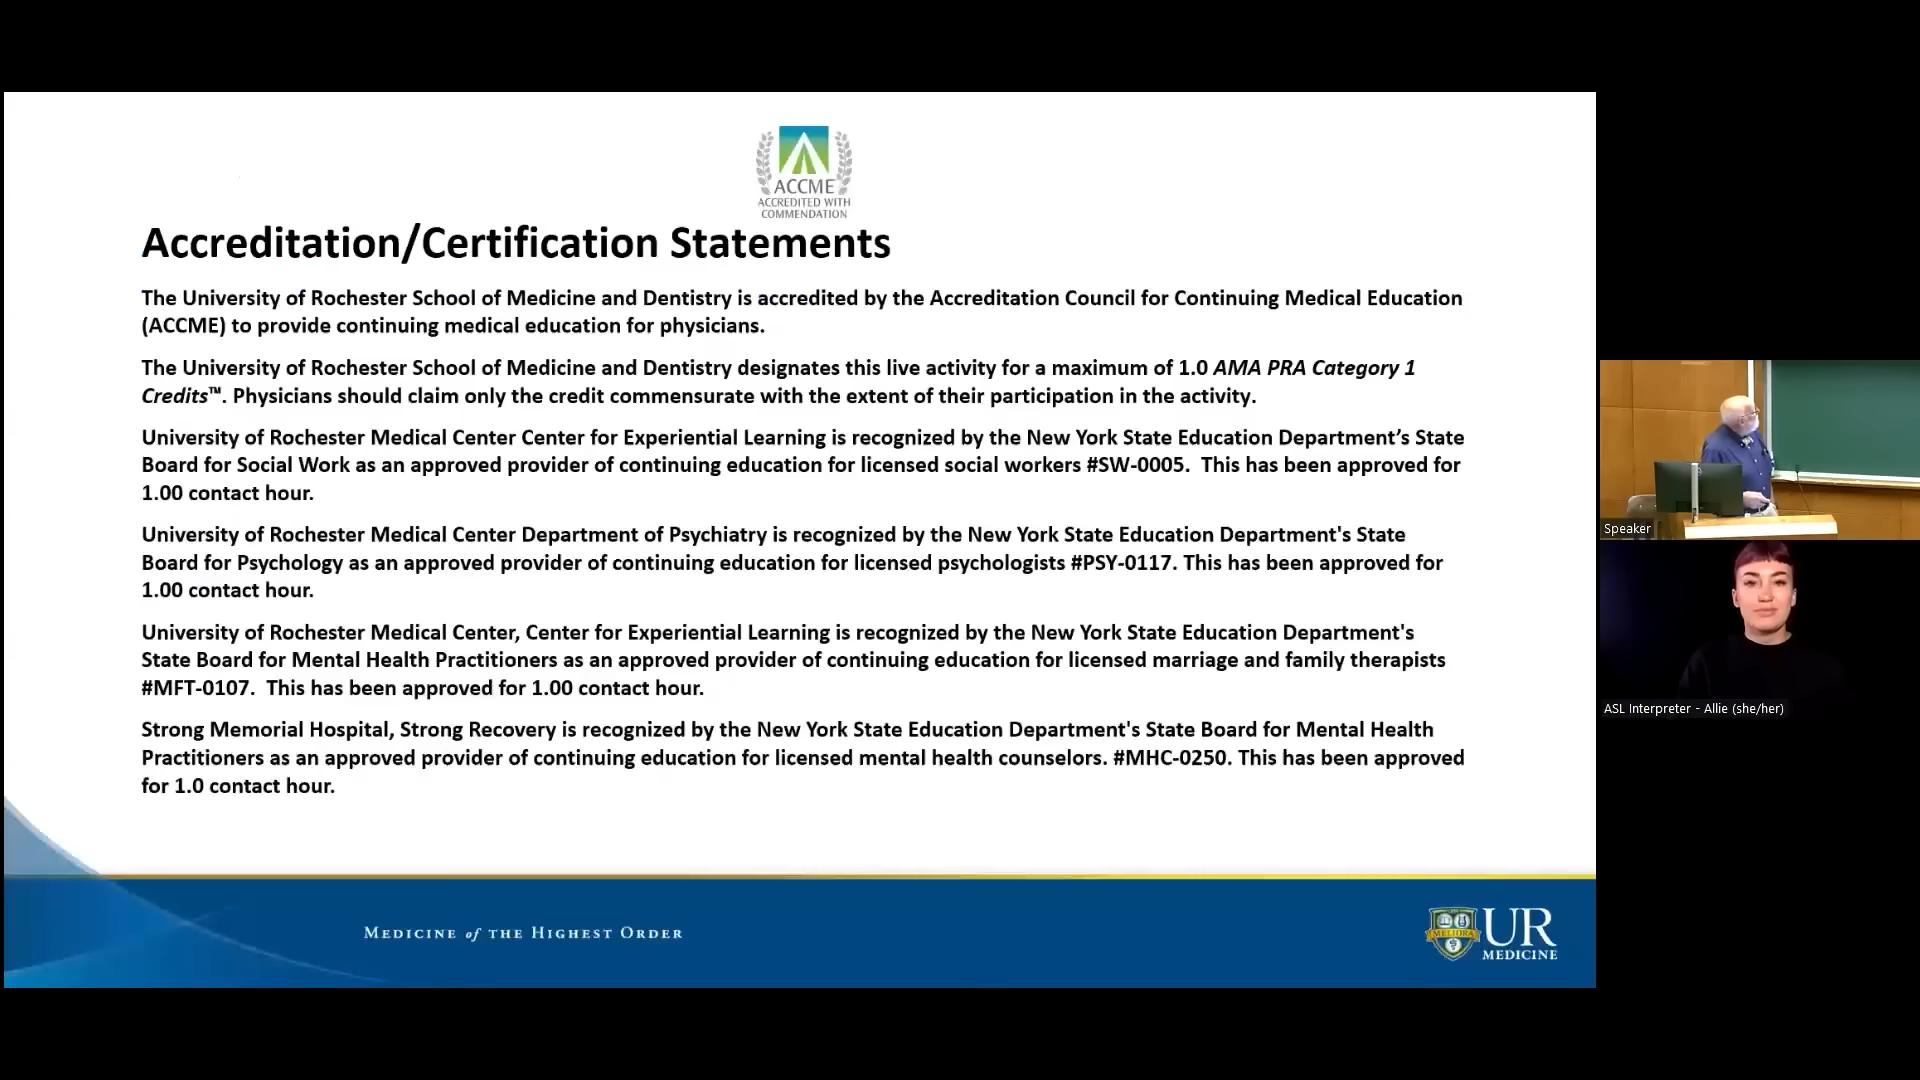 ACCME
ACCREDITED WITH
COMMENDATION
Accreditation/Certification Statements
The University of Rochester School of Medicine and Dentistry is accredited by the Accreditation Council for Continuing Medical Education
(ACCME) to provide continuing medical education for physicians.
The University of Rochester School of Medicine and Dentistry designates this live activity for a maximum of 1.0 AMA PRA Category 1
Credits™. Physicians should claim only the credit commensurate with the extent of their participation in the activity.
University of Rochester Medical Center Center for Experiential Learning is recognized by the New York State Education Department’s State
Board for Social Work as an approved provider of continuing education for licensed social workers #SW-0005.  This has been approved for
1.00 contact hour.
University of Rochester Medical Center Department of Psychiatry is recognized by the New York State Education Department's State
Board for Psychology as an approved provider of continuing education for licensed psychologists #PSY-0117. This has been approved for
1.00 contact hour.
University of Rochester Medical Center, Center for Experiential Learning is recognized by the New York State Education Department's
State Board for Mental Health Practitioners as an approved provider of continuing education for licensed marriage and family therapists
#MFT-0107.  This has been approved for 1.00 contact hour.
Strong Memorial Hospital, Strong Recovery is recognized by the New York State Education Department's State Board for Mental Health
Practitioners as an approved provider of continuing education for licensed mental health counselors. #MHC-0250. This has been approved
for 1.0 contact hour.
MEDICINE of THE HIGHEST ORDER
MELIORA
UR
MEDICINE
Speaker
ASL Interpreter - Allie (she/her)